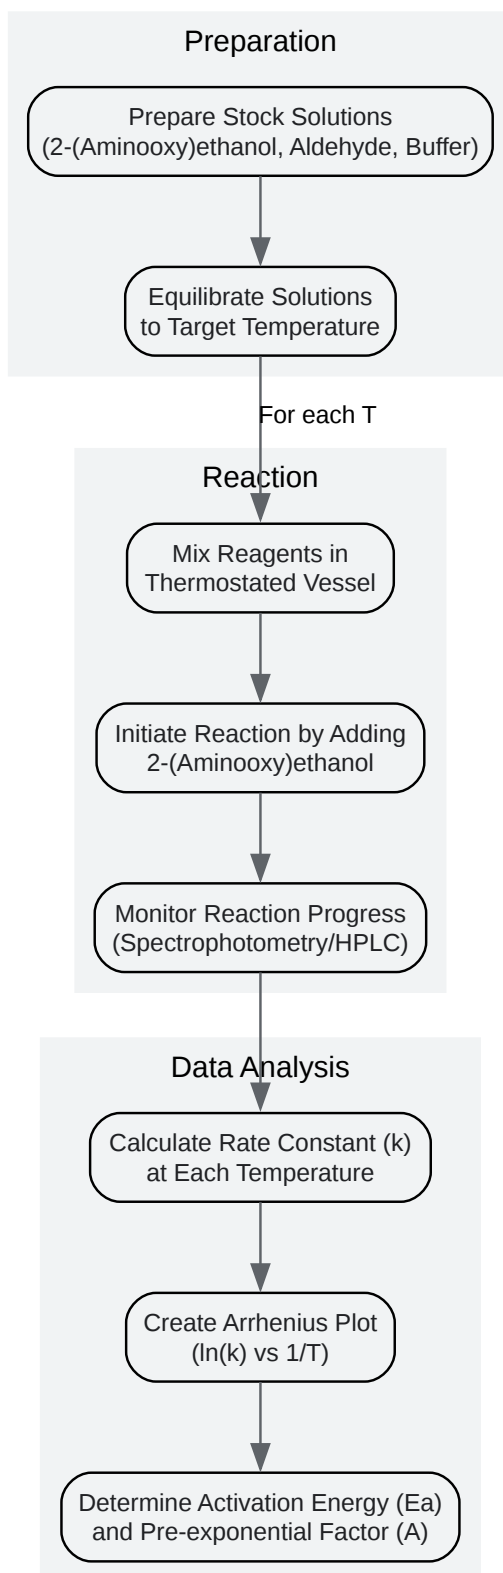 Preparation
Prepare Stock Solutions
(2-(Aminooxy)ethanol, Aldehyde, Buffer)
Equilibrate Solutions
to Target Temperature
For each T
Reaction
Mix Reagents in
Thermostated Vessel
Initiate Reaction by Adding
2-(Aminooxy)ethanol
Monitor Reaction Progress
(Spectrophotometry/HPLC)
Data Analysis
Calculate Rate Constant (k)
at Each Temperature
Create Arrhenius Plot
(ln(k) vs 1/T)
Determine Activation Energy (Ea)
and Pre-exponential Factor (A)